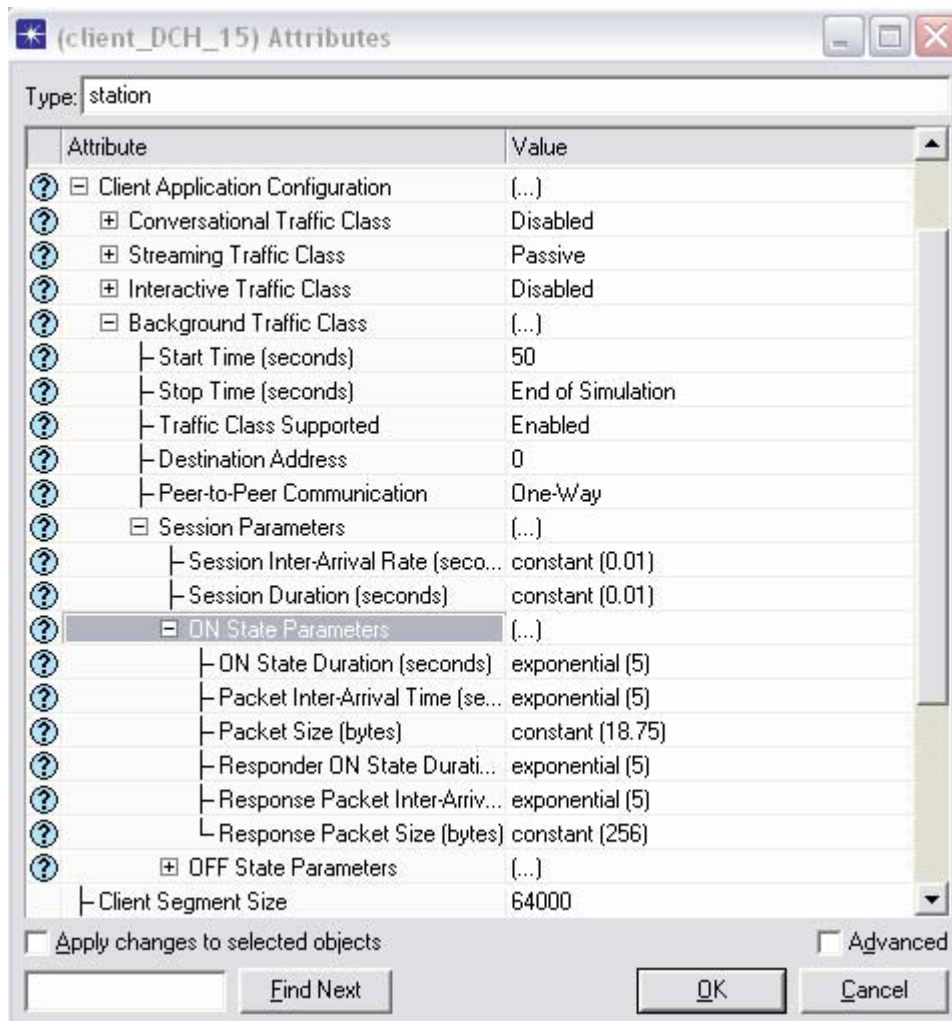 (client_DCH_15) Attributes
Type: station
Attribute Value
Client Application Configuration (...)
Conversational Traffic Class Disabled
Streaming Traffic Class Passive
Interactive Traffic Class Disabled
Background Traffic Class (...)
Start Time (seconds) 50
Stop Time (seconds) End of Simulation
Traffic Class Supported Enabled
Destination Address 0
Peer-to-Peer Communication One-Way
Session Parameters (...)
Session Inter-Arrival Rate (seco... constant (0.01)
Session Duration (seconds) constant (0.01)
ON State Parameters (...)
ON State Duration (seconds) exponential (5)
Packet Inter-Arrival Time (se... exponential (5)
Packet Size (bytes) constant (18.75)
Responder ON State Durati... exponential (5)
Response Packet Inter-Arriv... exponential (5)
Response Packet Size (bytes) constant (256)
OFF State Parameters (...)
Client Segment Size 64000
Apply changes to selected objects Advanced
Find Next OK Cancel